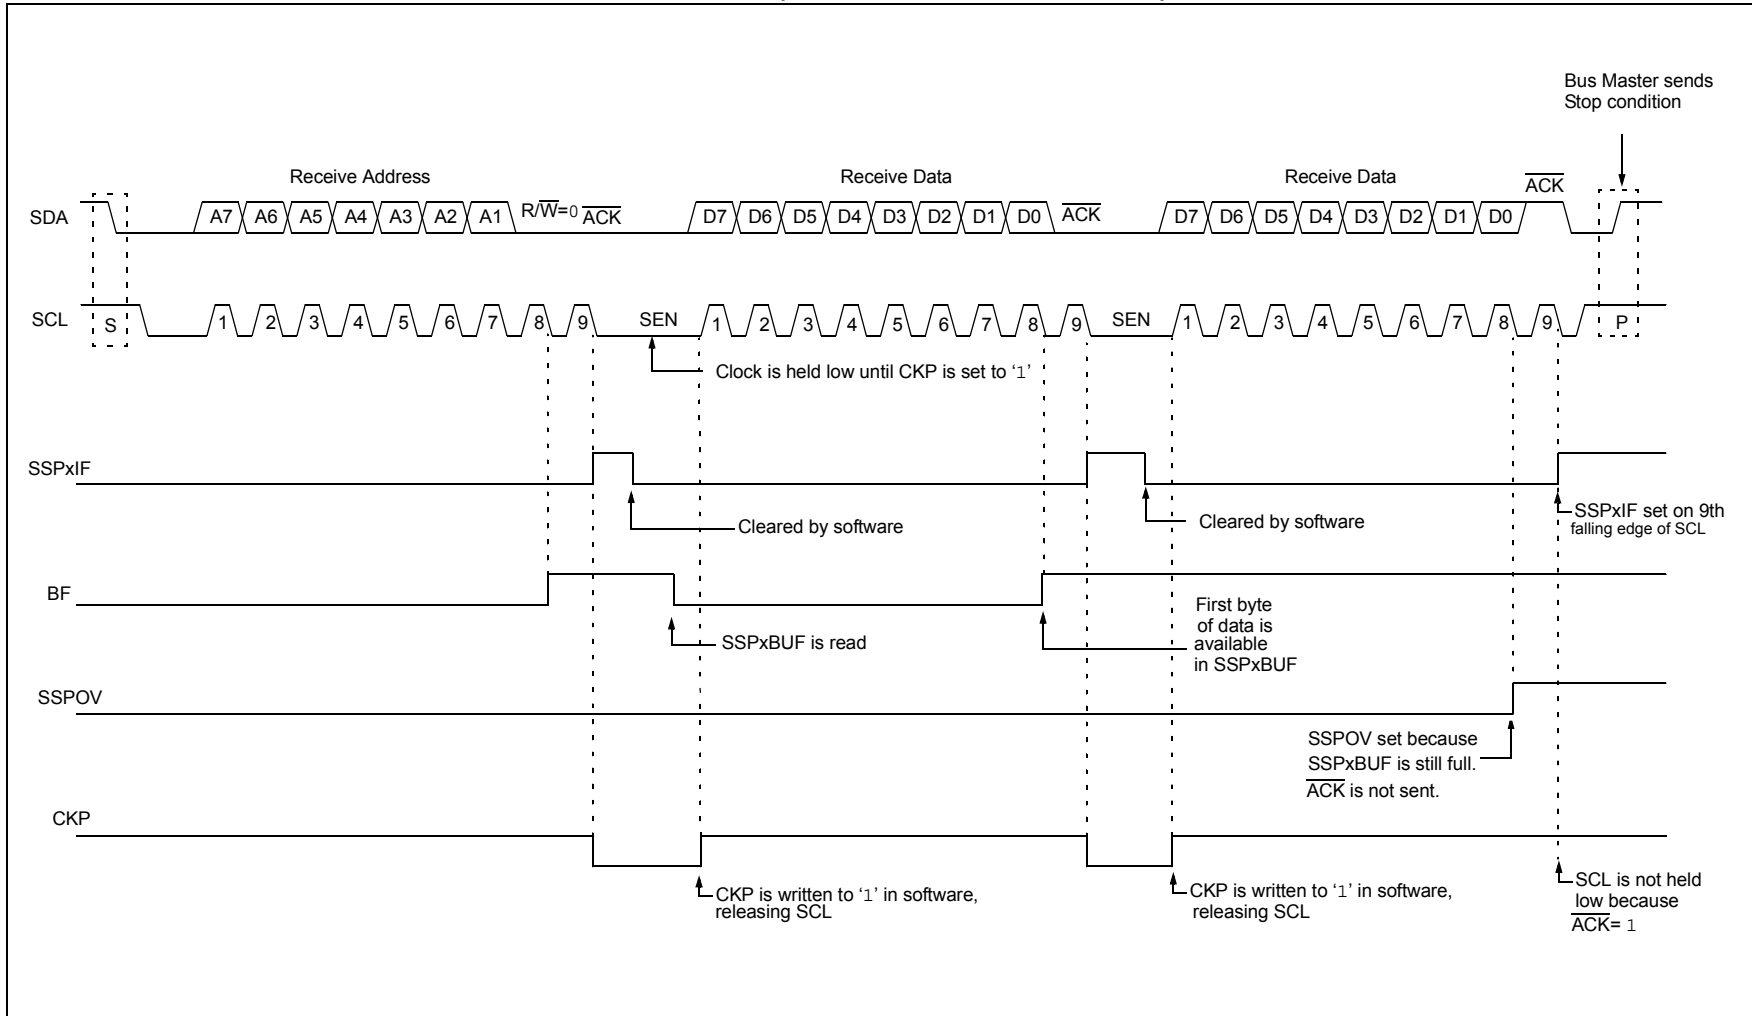 Bus Master sends
Stop condition
Receive Address
Receive Data
Receive Data
A̅C̅K̅
SDA
A7 A6 A5 A4 A3 A2 A1 R/W̅=0 A̅C̅K̅ D7 D6 D5 D4 D3 D2 D1 D0 A̅C̅K̅ D7 D6 D5 D4 D3 D2 D1 D0
SCL
S 1 2 3 4 5 6 7 8 9 SEN 1 2 3 4 5 6 7 8 9 SEN 1 2 3 4 5 6 7 8 9 P
Clock is held low until CKP is set to ‘1’
SSPxIF
Cleared by software
Cleared by software
SSPxIF set on 9th
falling edge of SCL
BF
SSPxBUF is read
First byte
of data is
available
in SSPxBUF
SSPOV
SSPOV set because
SSPxBUF is still full.
A̅C̅K̅ is not sent.
CKP
CKP is written to ‘1’ in software,
releasing SCL
CKP is written to ‘1’ in software,
releasing SCL
SCL is not held
low because
A̅C̅K̅= 1